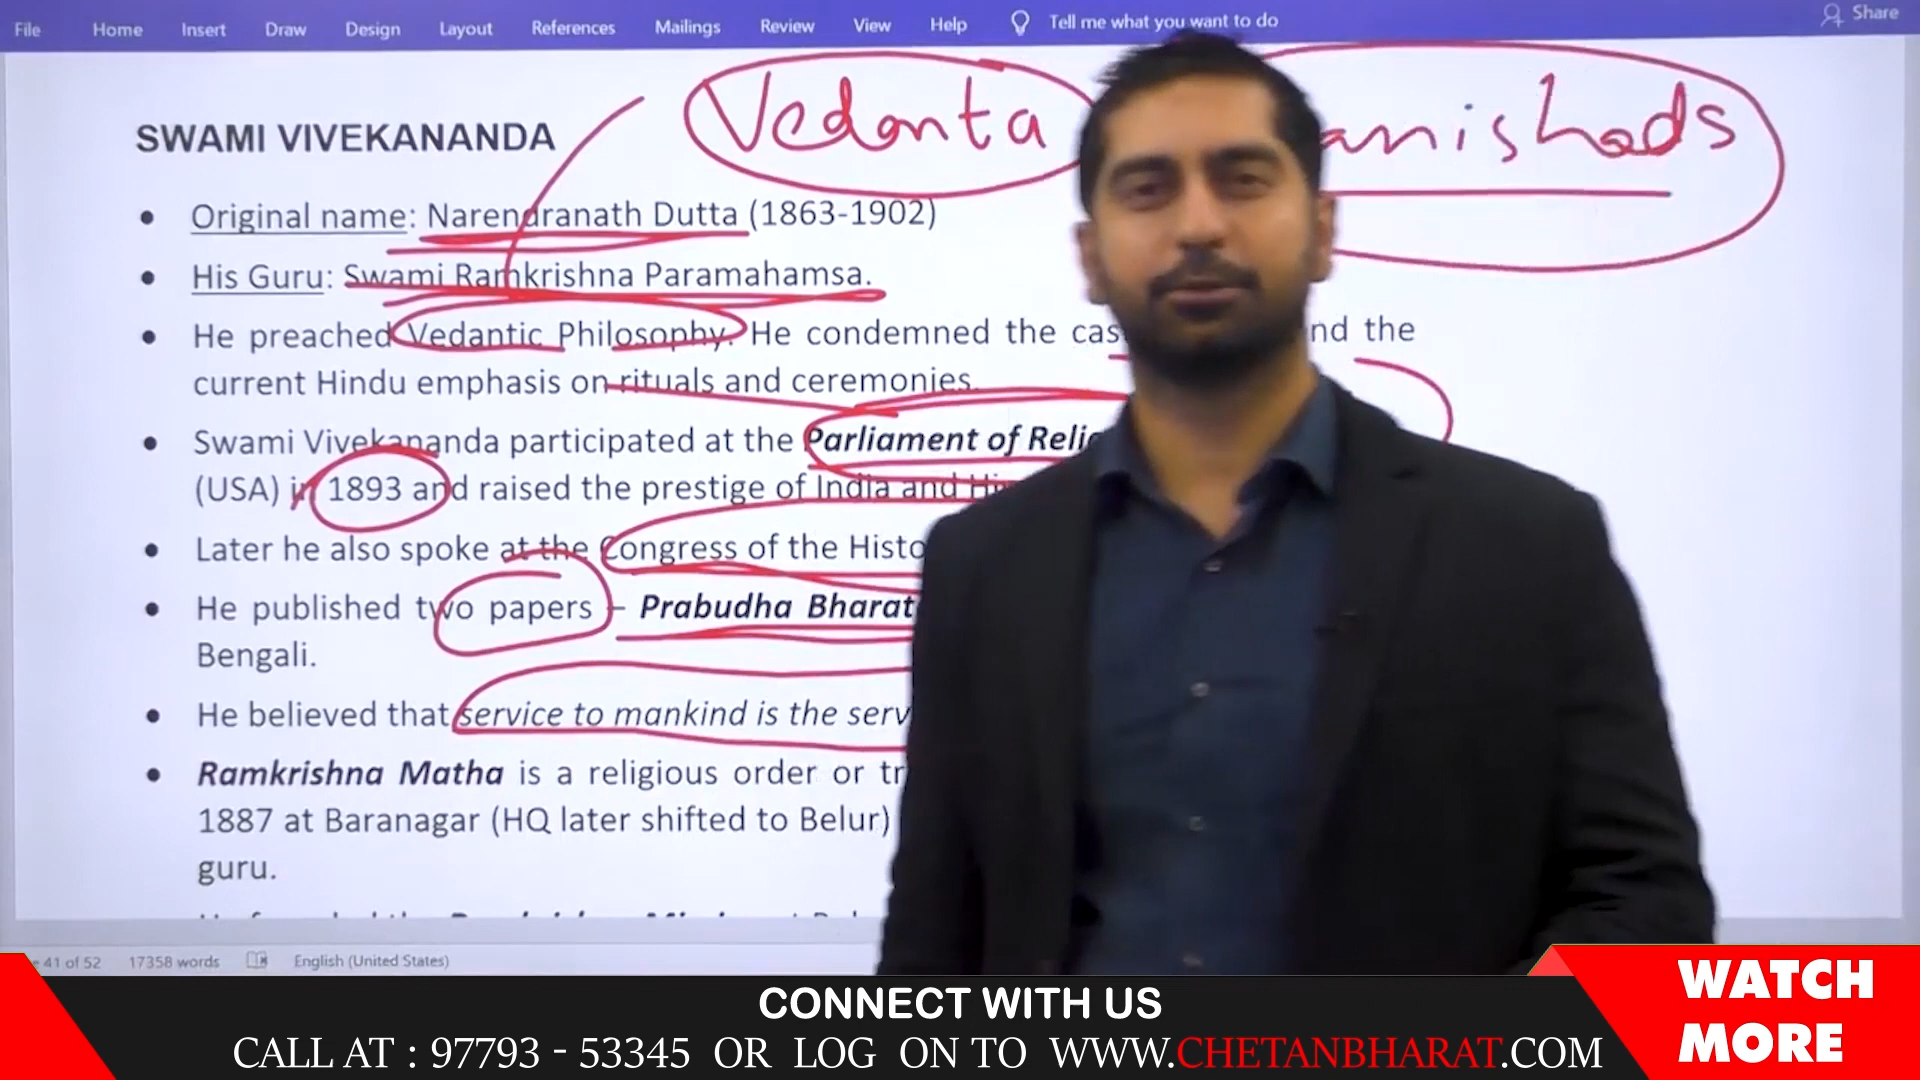 File Home Insert Draw Design Layout References Mailings Review View Help Tell me what you want to do Share
Vedanta anishads
SWAMI VIVEKANANDA
• Original name: Narendranath Dutta (1863-1902)
• His Guru: Swami Ramkrishna Paramahamsa.
• He preached Vedantic Philosophy. He condemned the cas nd the
current Hindu emphasis on rituals and ceremonies.
• Swami Vivekananda participated at the Parliament of Relig
(USA) in 1893 and raised the prestige of India and Hi
• Later he also spoke at the Congress of the Histo
• He published two papers – Prabudha Bharat
Bengali.
• He believed that service to mankind is the serv
• Ramkrishna Matha is a religious order or tr
1887 at Baranagar (HQ later shifted to Belur)
guru.
41 of 52 17358 words English (United States)
CONNECT WITH US
CALL AT : 97793 - 53345 OR LOG ON TO WWW.CHETANBHARAT.COM
WATCH
MORE